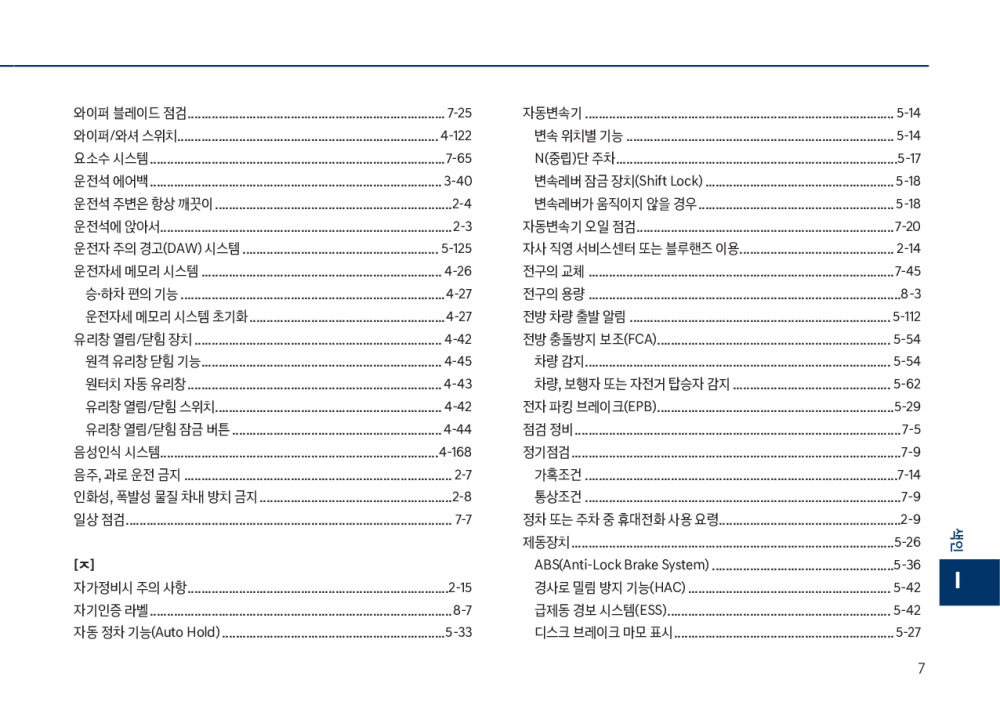 와이퍼 블레이드 점검 7-25
와이퍼/와셔 스위치 4-122
요소수 시스템 7-65
운전석 에어백 3-40
운전석 주변은 항상 깨끗이 2-4
운전석에 앉아서 2-3
운전자 주의 경고(DAW) 시스템 5-125
운전자세 메모리 시스템 4-26
승·하차 편의 기능 4-27
운전자세 메모리 시스템 초기화 4-27
유리창 열림/닫힘 장치 4-42
원격 유리창 닫힘 기능 4-45
원터치 자동 유리창 4-43
유리창 열림/닫힘 스위치 4-42
유리창 열림/닫힘 잠금 버튼 4-44
음성인식 시스템 4-168
음주, 과로 운전 금지 2-7
인화성, 폭발성 물질 차내 방치 금지 2-8
일상 점검 7-7
[ㅈ]
자가정비시 주의 사항 2-15
자기인증 라벨 8-7
자동 정차 기능(Auto Hold) 5-33
자동변속기 5-14
변속 위치별 기능 5-14
N(중립)단 주차 5-17
변속레버 잠금 장치(Shift Lock) 5-18
변속레버가 움직이지 않을 경우 5-18
자동변속기 오일 점검 7-20
자사 직영 서비스센터 또는 블루핸즈 이용 2-14
전구의 교체 7-45
전구의 용량 8-3
전방 차량 출발 알림 5-112
전방 충돌방지 보조(FCA) 5-54
차량 감지 5-54
차량, 보행자 또는 자전거 탑승자 감지 5-62
전자 파킹 브레이크(EPB) 5-29
점검 정비 7-5
정기점검 7-9
가혹조건 7-14
통상조건 7-9
정차 또는 주차 중 휴대전화 사용 요령 2-9
제동장치 5-26
ABS(Anti-Lock Brake System) 5-36
경사로 밀림 방지 기능(HAC) 5-42
급제동 경보 시스템(ESS) 5-42
디스크 브레이크 마모 표시 5-27
색인
I
7